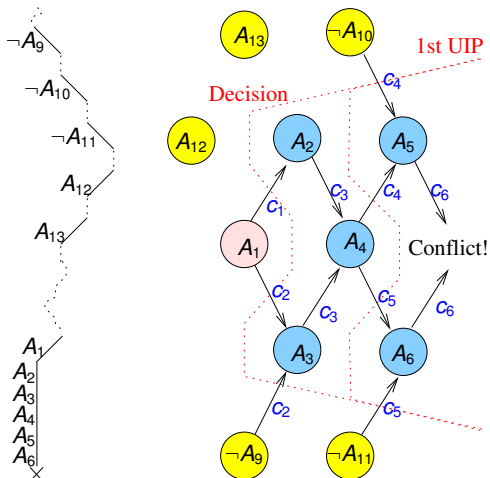 ¬A₉
¬A₁₀
¬A₁₁
A₁₂
A₁₃
A₁
A₂
A₃
A₄
A₅
A₆
A₁₃
¬A₁₀
1st UIP
Decision
c₄
A₁₂
A₂
A₅
c₁
c₃
c₄
c₆
A₁
A₄
Conflict!
c₂
c₃
c₅
c₆
A₃
A₆
c₂
c₅
¬A₉
¬A₁₁